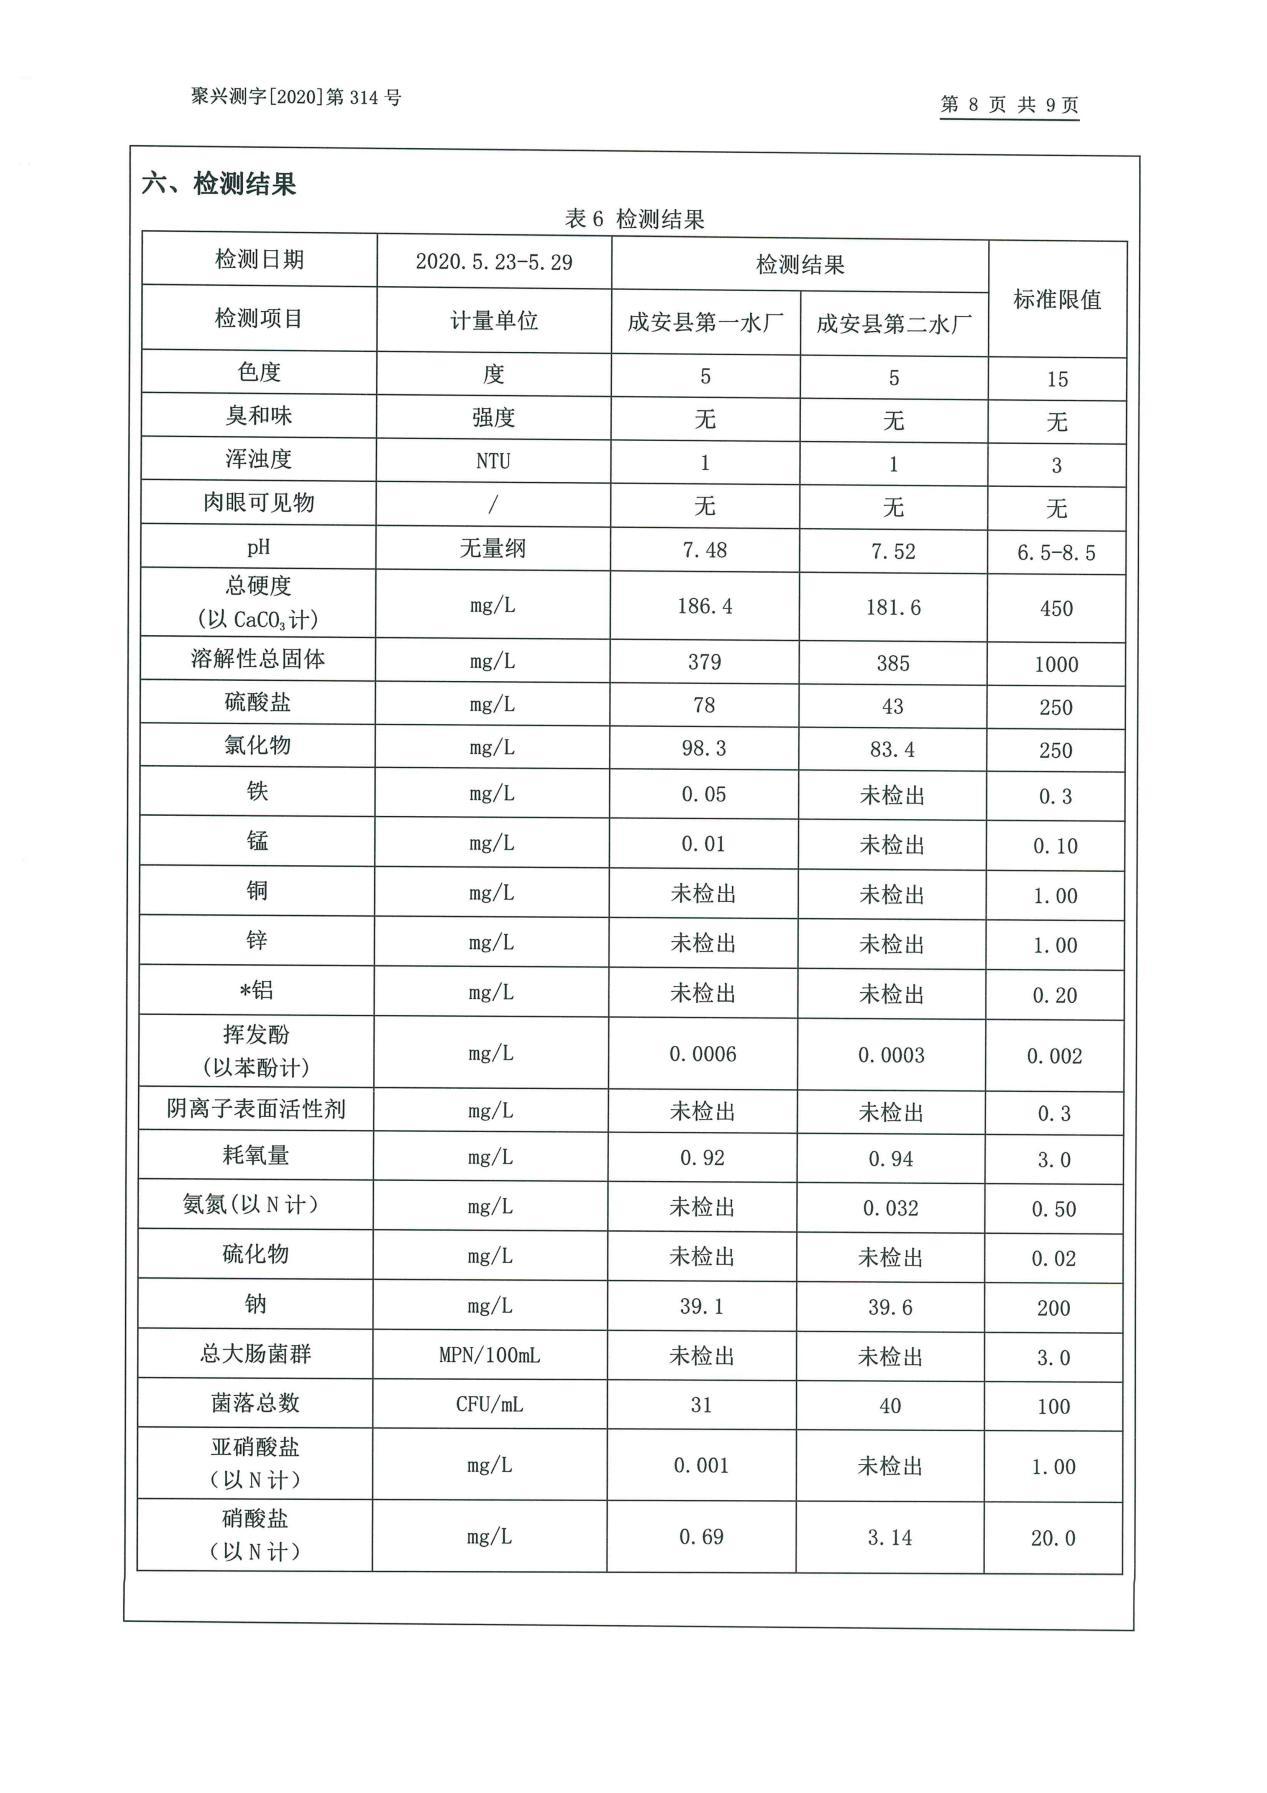 聚兴测字[2020]第 314 号
第 8 页 共 9页
六、检测结果
表 6 检测结果
检测日期 2020.5.23-5.29 检测结果 标准限值
检测项目 计量单位 成安县第一水厂 成安县第二水厂
色度 度 5 5 15
臭和味 强度 无 无 无
浑浊度 NTU 1 1 3
肉眼可见物 / 无 无 无
pH 无量纲 7.48 7.52 6.5-8.5
总硬度
(以 CaCO₃计) mg/L 186.4 181.6 450
溶解性总固体 mg/L 379 385 1000
硫酸盐 mg/L 78 43 250
氯化物 mg/L 98.3 83.4 250
铁 mg/L 0.05 未检出 0.3
锰 mg/L 0.01 未检出 0.10
铜 mg/L 未检出 未检出 1.00
锌 mg/L 未检出 未检出 1.00
*铝 mg/L 未检出 未检出 0.20
挥发酚
(以苯酚计) mg/L 0.0006 0.0003 0.002
阴离子表面活性剂 mg/L 未检出 未检出 0.3
耗氧量 mg/L 0.92 0.94 3.0
氨氮(以 N 计) mg/L 未检出 0.032 0.50
硫化物 mg/L 未检出 未检出 0.02
钠 mg/L 39.1 39.6 200
总大肠菌群 MPN/100mL 未检出 未检出 3.0
菌落总数 CFU/mL 31 40 100
亚硝酸盐
(以 N 计) mg/L 0.001 未检出 1.00
硝酸盐
(以 N 计) mg/L 0.69 3.14 20.0